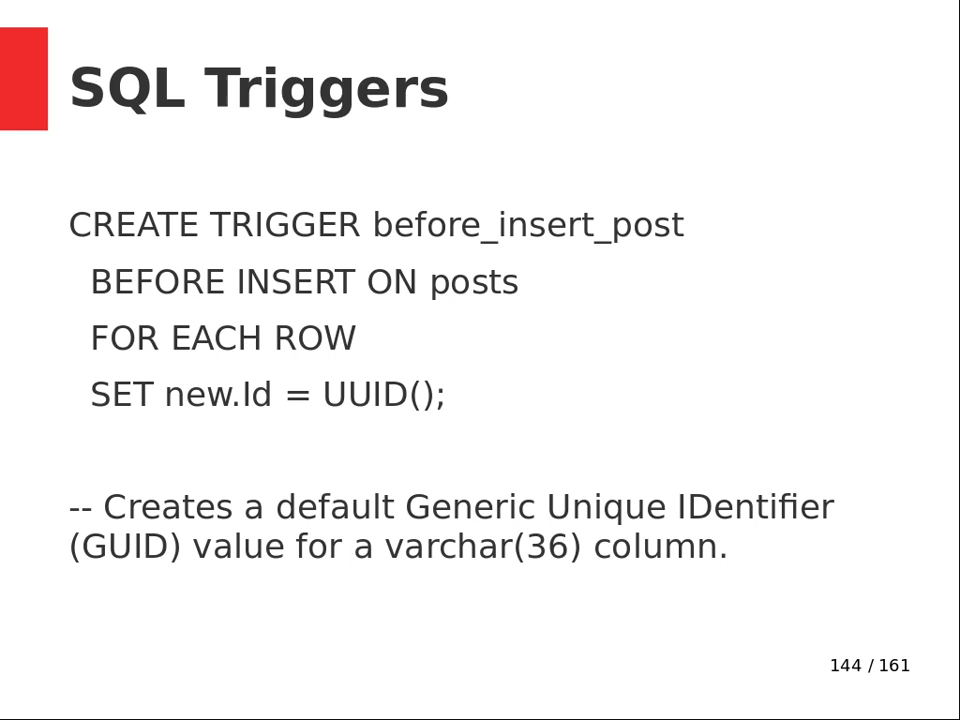 SQL Triggers
CREATE TRIGGER before_insert_post
BEFORE INSERT ON posts
FOR EACH ROW
SET new.Id = UUID();
-- Creates a default Generic Unique IDentifier
(GUID) value for a varchar(36) column.
144 / 161